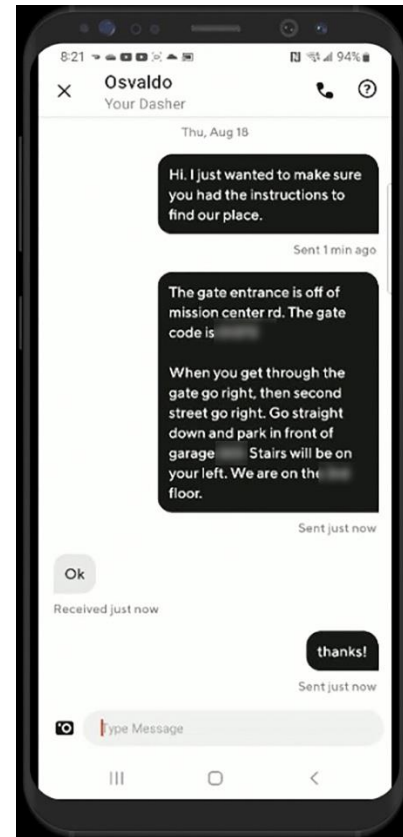 8:21
94%
Osvaldo
Your Dasher
Thu, Aug 18
Hi. I just wanted to make sure
you had the instructions to
find our place.
Sent 1 min ago
The gate entrance is off of
mission center rd. The gate
code is
When you get through the
gate go right, then second
street go right. Go straight
down and park in front of
garage Stairs will be on
your left. We are on the
floor.
Sent just now
Ok
Received just now
thanks!
Sent just now
Type Message